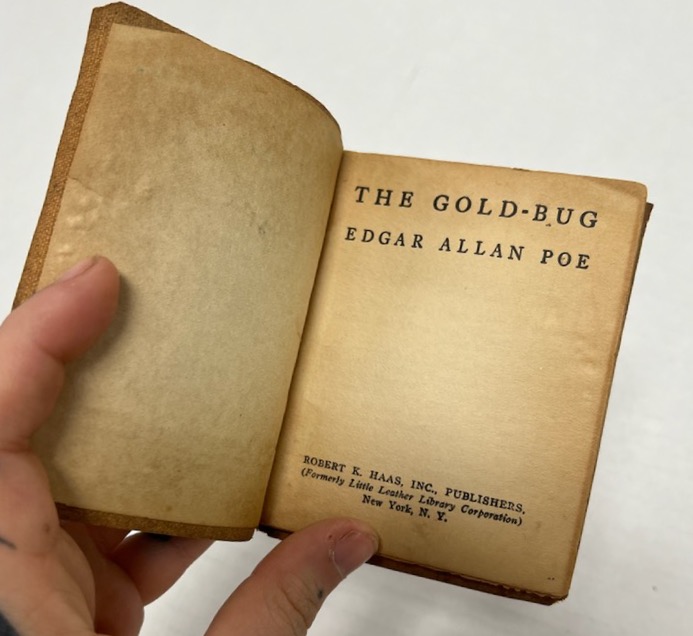 THE GOLD-BUG
EDGAR ALLAN POE
ROBERT K. HAAS, INC., PUBLISHERS,
(Formerly Little Leather Library Corporation)
New York, N. Y.